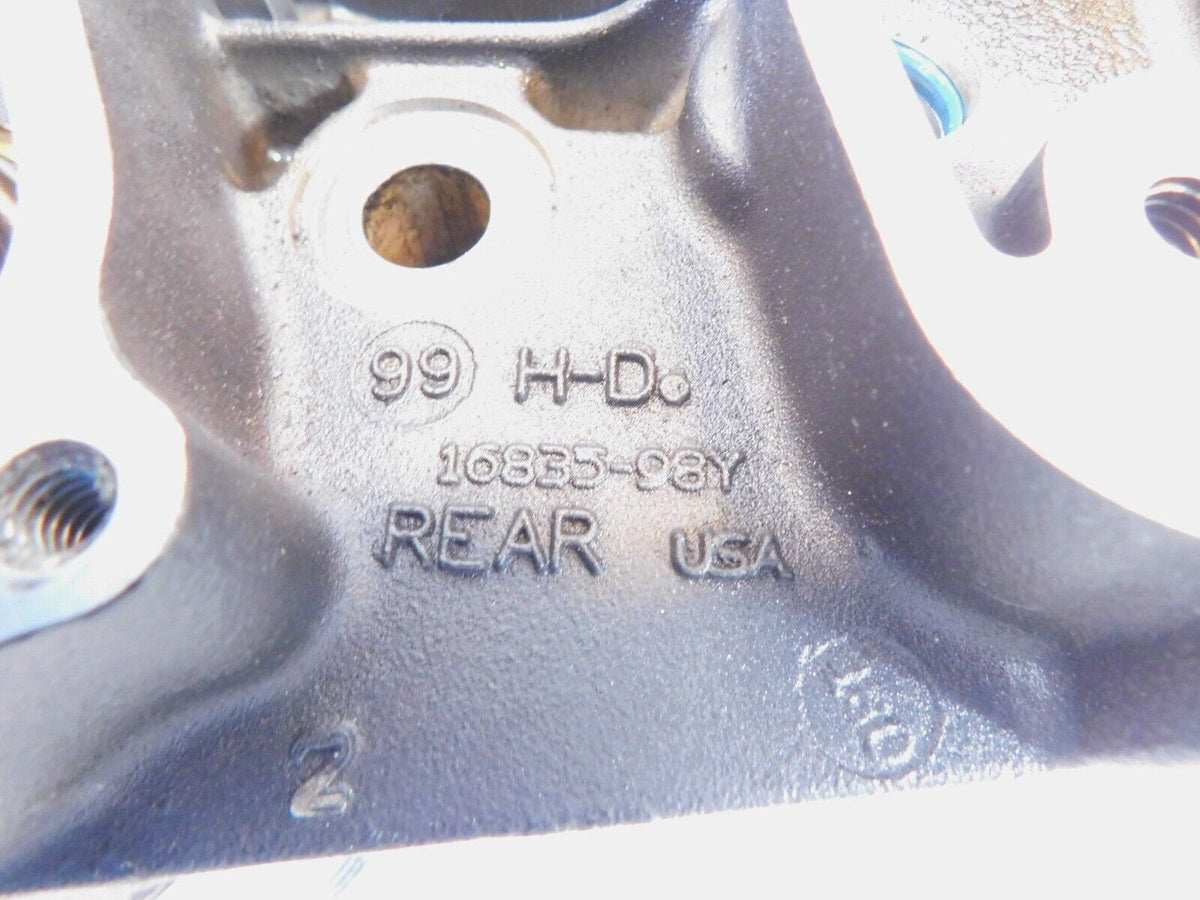 99 H-D.
16835-98Y
REAR USA
2